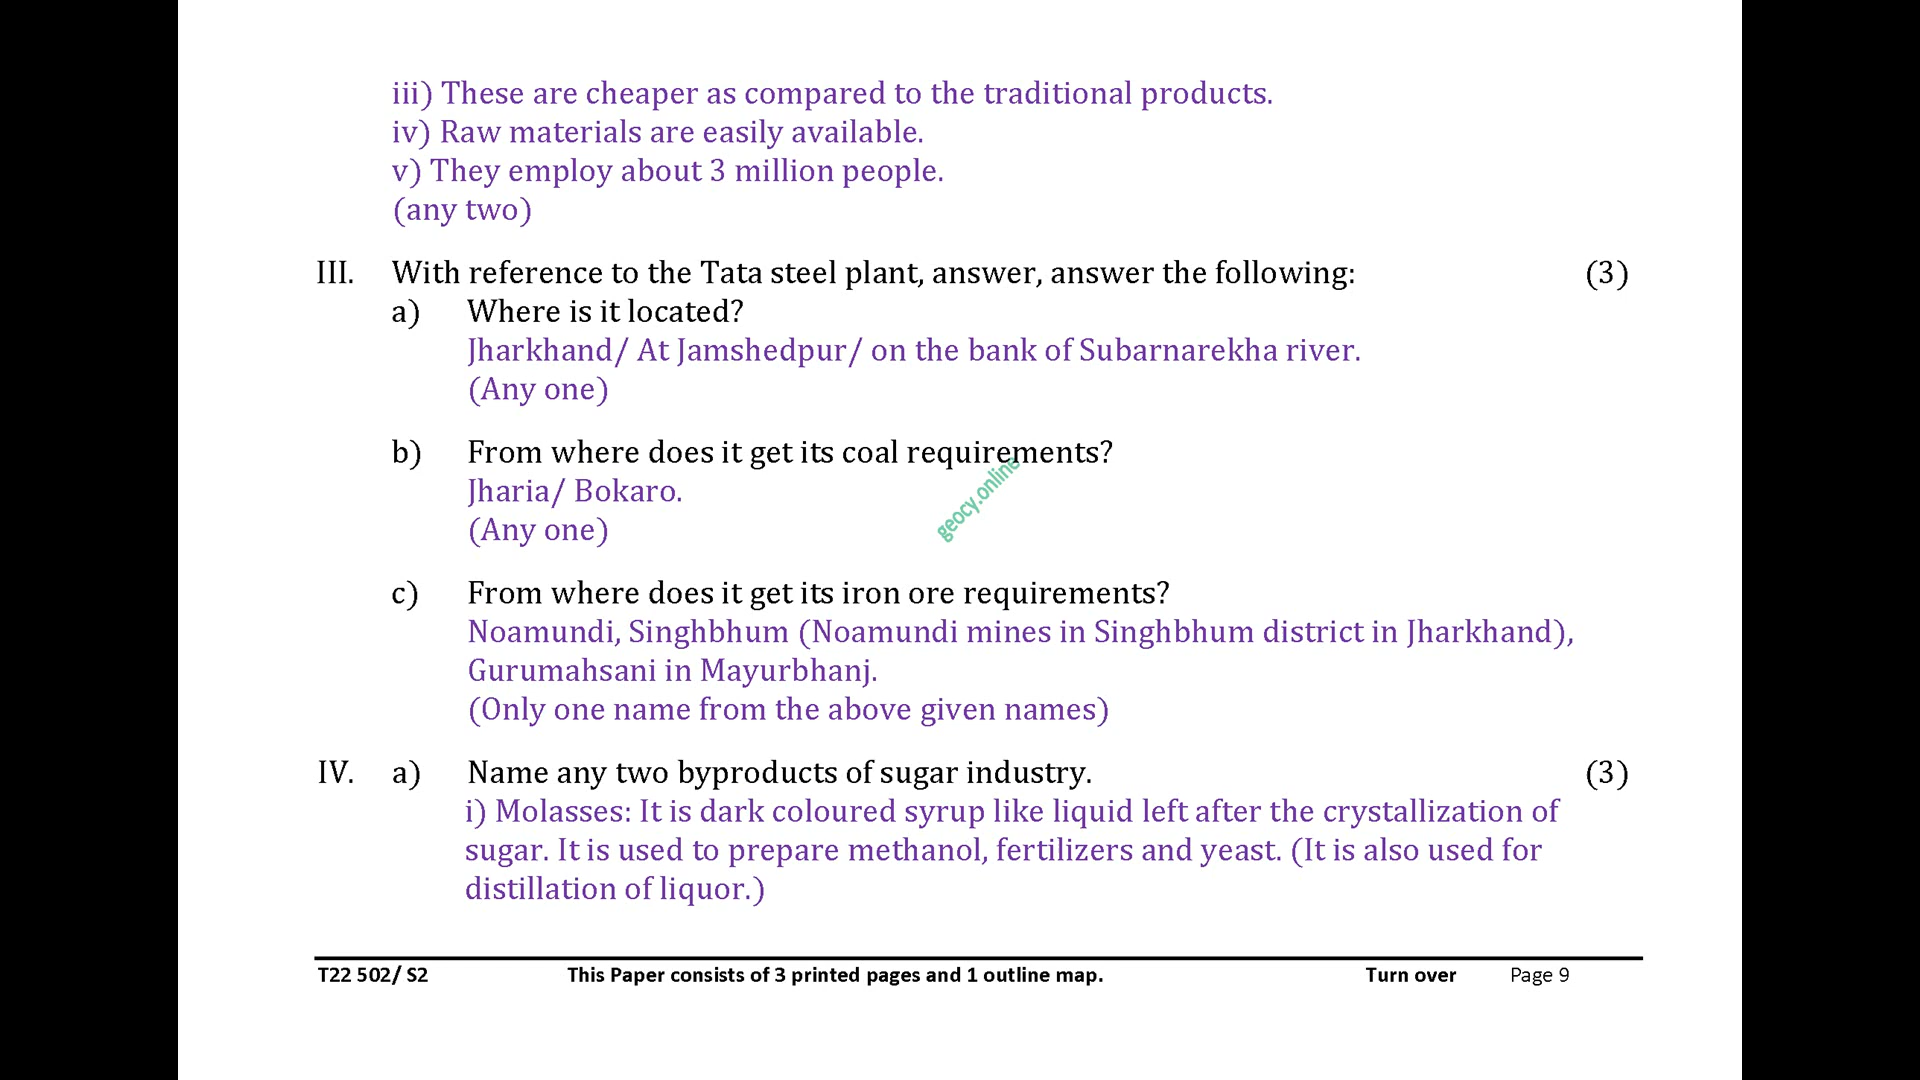 iii) These are cheaper as compared to the traditional products.
iv) Raw materials are easily available.
v) They employ about 3 million people.
(any two)
III. With reference to the Tata steel plant, answer, answer the following: (3)
a) Where is it located?
Jharkhand/ At Jamshedpur/ on the bank of Subarnarekha river.
(Any one)
b) From where does it get its coal requirements?
Jharia/ Bokaro.
(Any one)
geocy.online
c) From where does it get its iron ore requirements?
Noamundi, Singhbhum (Noamundi mines in Singhbhum district in Jharkhand),
Gurumahsani in Mayurbhanj.
(Only one name from the above given names)
IV. a) Name any two byproducts of sugar industry. (3)
i) Molasses: It is dark coloured syrup like liquid left after the crystallization of
sugar. It is used to prepare methanol, fertilizers and yeast. (It is also used for
distillation of liquor.)
T22 502/ S2 This Paper consists of 3 printed pages and 1 outline map. Turn over Page 9